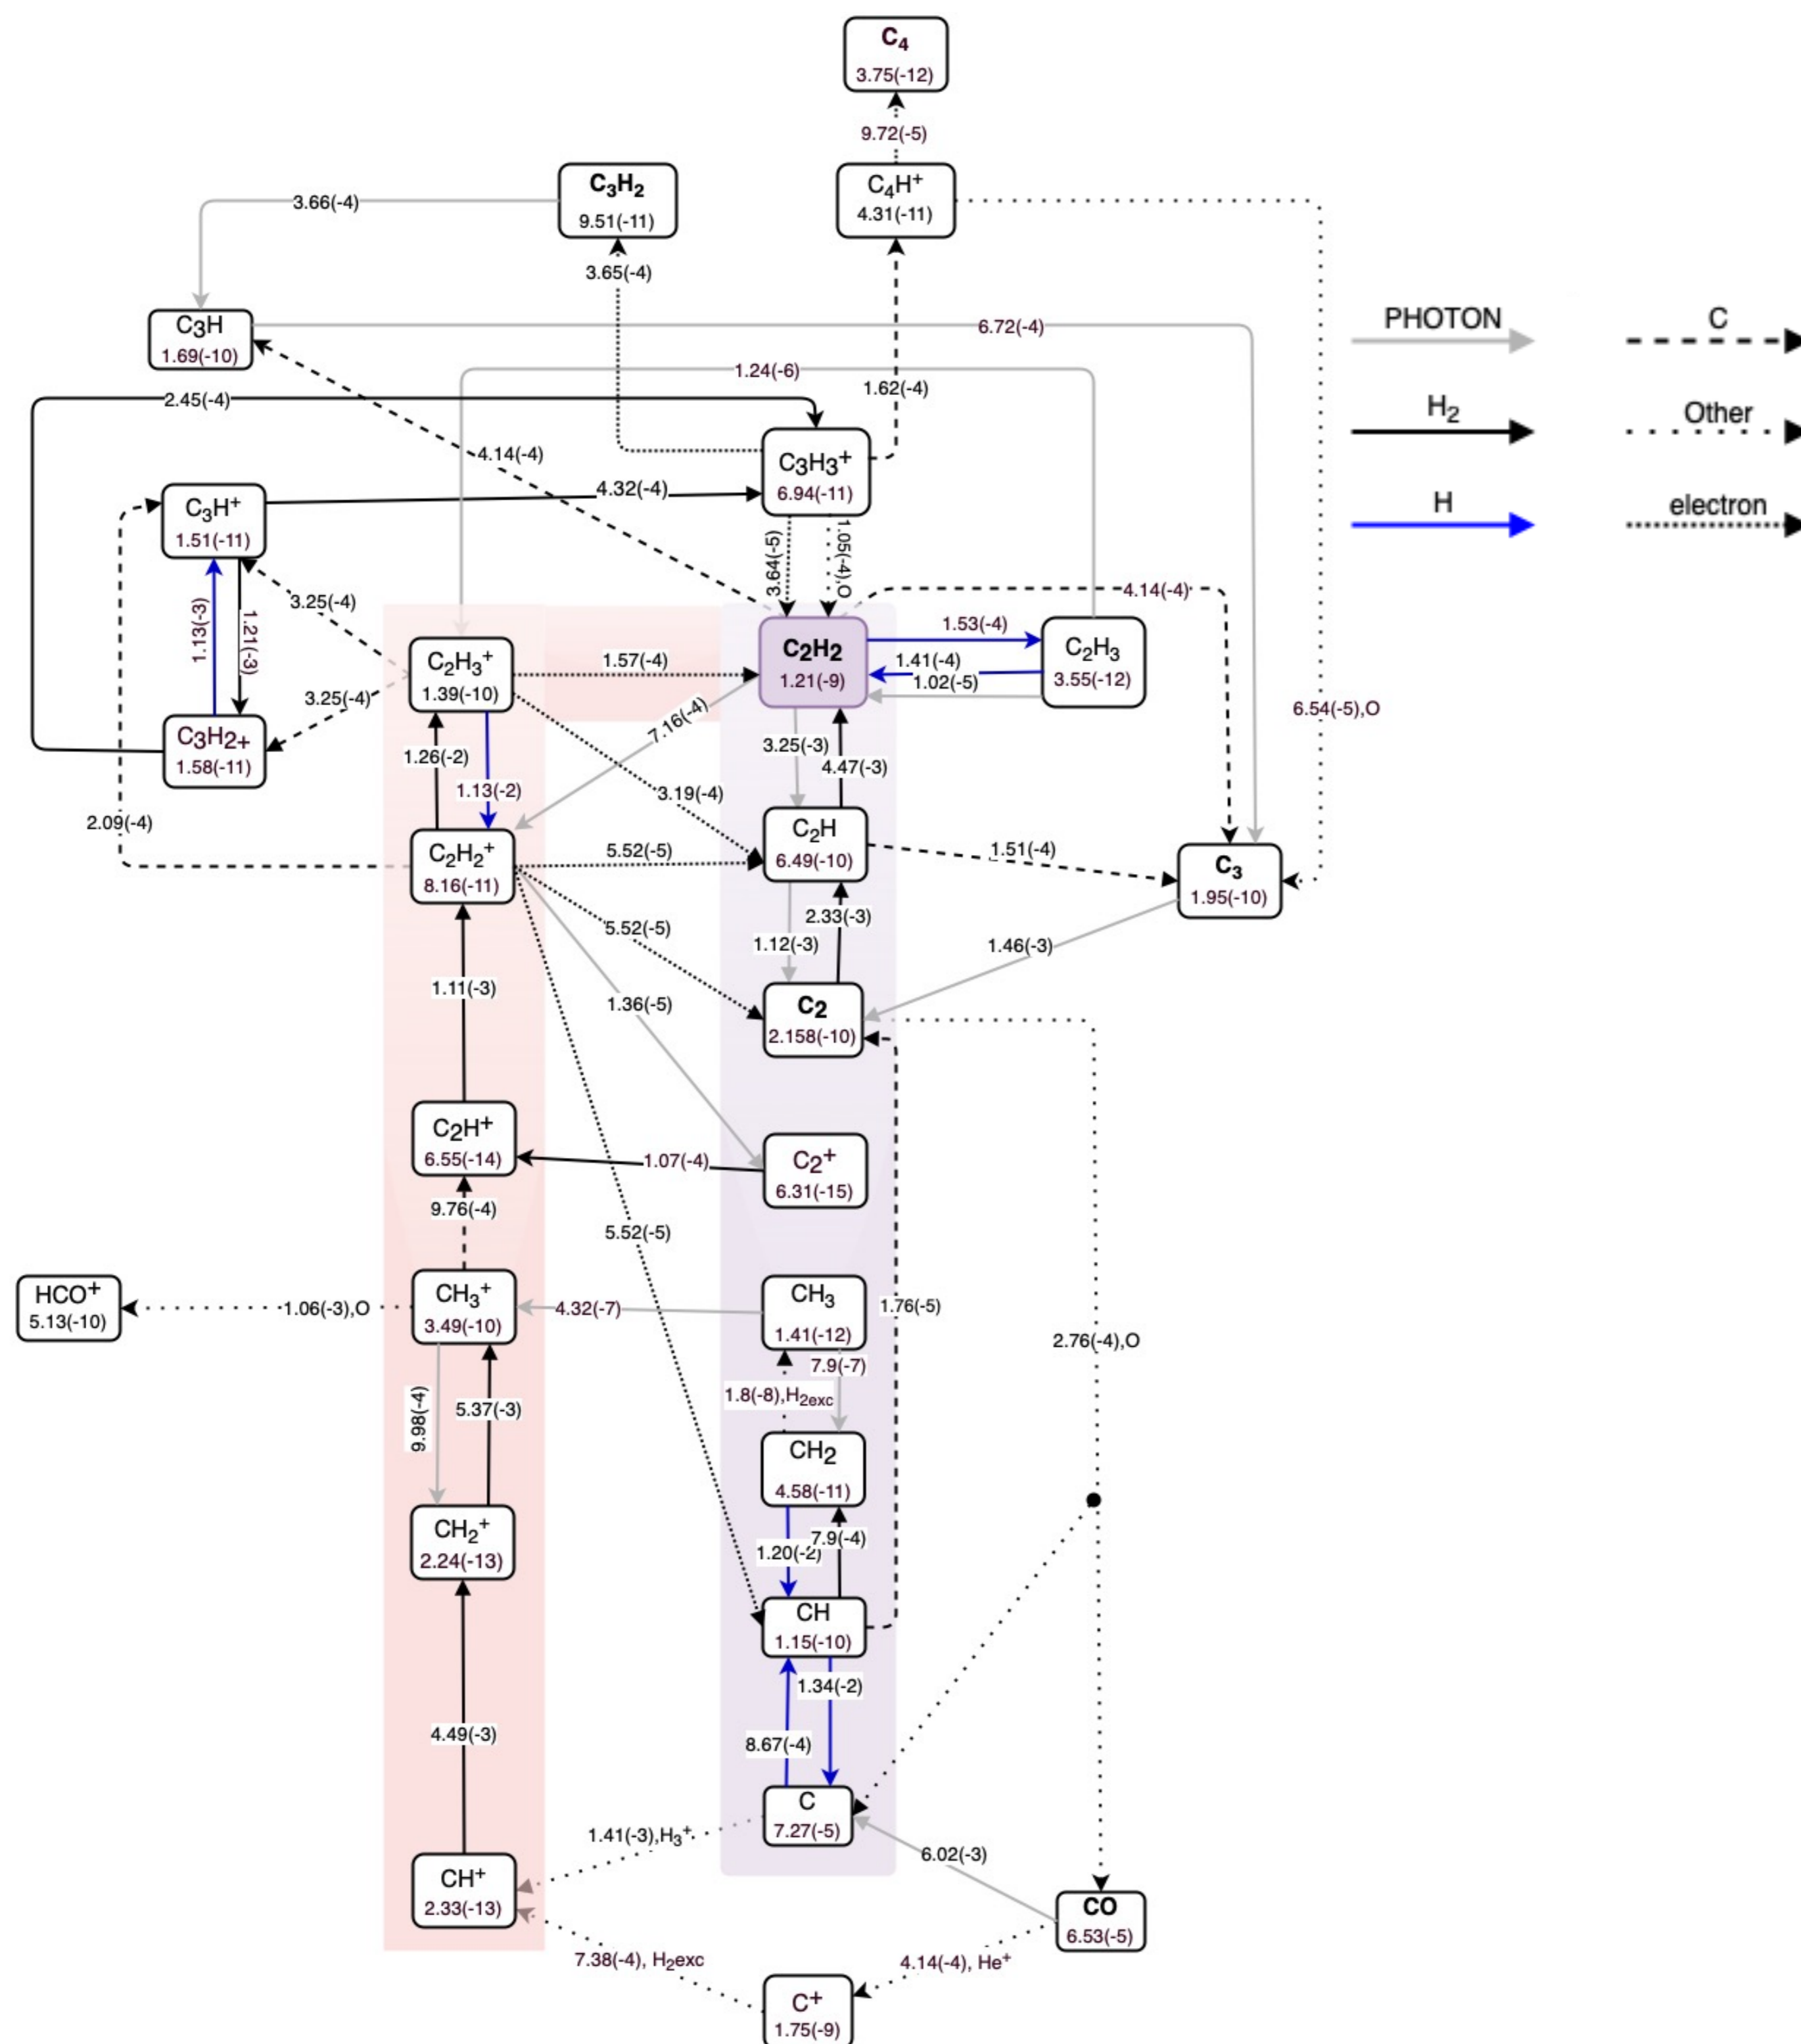 C₄
3.75(-12)
9.72(-5)
C₃H₂
9.51(-11)
C₄H⁺
4.31(-11)
3.66(-4)
3.65(-4)
C₃H
1.69(-10)
6.72(-4)
PHOTON
C
1.24(-6)
1.62(-4)
2.45(-4)
H₂
Other
4.14(-4)
C₃H₃⁺
6.94(-11)
4.32(-4)
C₃H⁺
1.51(-11)
H
electron
3.64(-5)
1.05(-4),O
3.25(-4)
1.13(-3)
1.21(-3)
4.14(-4)
C₂H₃⁺
1.39(-10)
1.57(-4)
C₂H₂
1.21(-9)
1.53(-4)
1.41(-4)
1.02(-5)
C₂H₃
3.55(-12)
3.25(-4)
7.16(-4)
6.54(-5),O
C₃H₂+
1.58(-11)
1.26(-2)
1.13(-2)
3.25(-3)
4.47(-3)
3.19(-4)
2.09(-4)
C₂H₂⁺
8.16(-11)
5.52(-5)
C₂H
6.49(-10)
1.51(-4)
C₃
1.95(-10)
5.52(-5)
2.33(-3)
1.12(-3)
1.46(-3)
1.11(-3)
1.36(-5)
C₂
2.158(-10)
C₂H⁺
6.55(-14)
1.07(-4)
C₂⁺
6.31(-15)
9.76(-4)
5.52(-5)
HCO⁺
5.13(-10)
1.06(-3),O
CH₃⁺
3.49(-10)
4.32(-7)
CH₃
1.41(-12)
1.76(-5)
2.76(-4),O
7.9(-7)
1.8(-8),H₂exc
9.98(-4)
5.37(-3)
CH₂
4.58(-11)
CH₂⁺
2.24(-13)
1.20(-2)
7.9(-4)
CH
1.15(-10)
1.34(-2)
4.49(-3)
8.67(-4)
C
7.27(-5)
1.41(-3),H₃⁺
6.02(-3)
CH⁺
2.33(-13)
CO
6.53(-5)
7.38(-4), H₂exc
4.14(-4), He⁺
C⁺
1.75(-9)